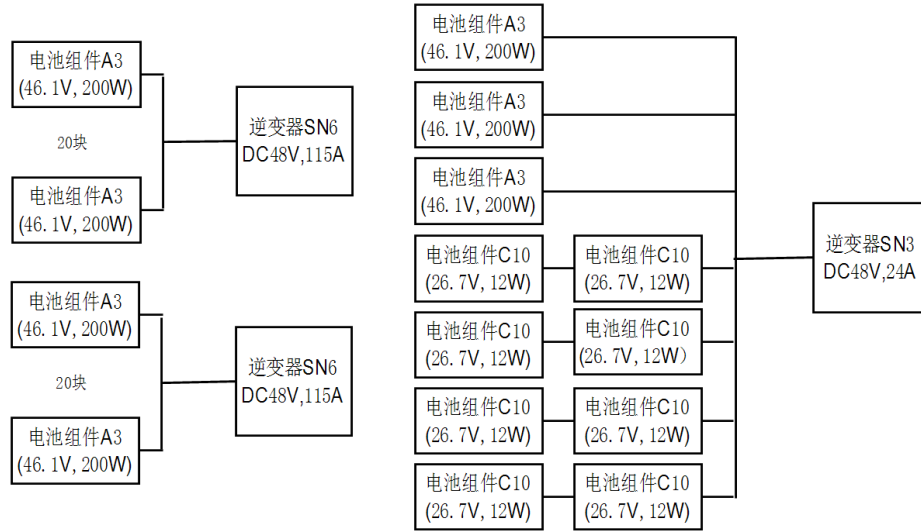 电池组件A3
(46.1V,200W)
20块
电池组件A3
(46.1V,200W)
逆变器SN6
DC48V,115A
电池组件A3
(46.1V,200W)
20块
电池组件A3
(46.1V,200W)
逆变器SN6
DC48V,115A
电池组件A3
(46.1V,200W)
电池组件A3
(46.1V,200W)
电池组件A3
(46.1V,200W)
电池组件C10
(26.7V,12W)
电池组件C10
(26.7V,12W)
电池组件C10
(26.7V,12W)
电池组件C10
(26.7V,12W）
电池组件C10
(26.7V,12W)
电池组件C10
(26.7V,12W)
电池组件C10
(26.7V,12W)
电池组件C10
(26.7V,12W)
逆变器SN3
DC48V,24A